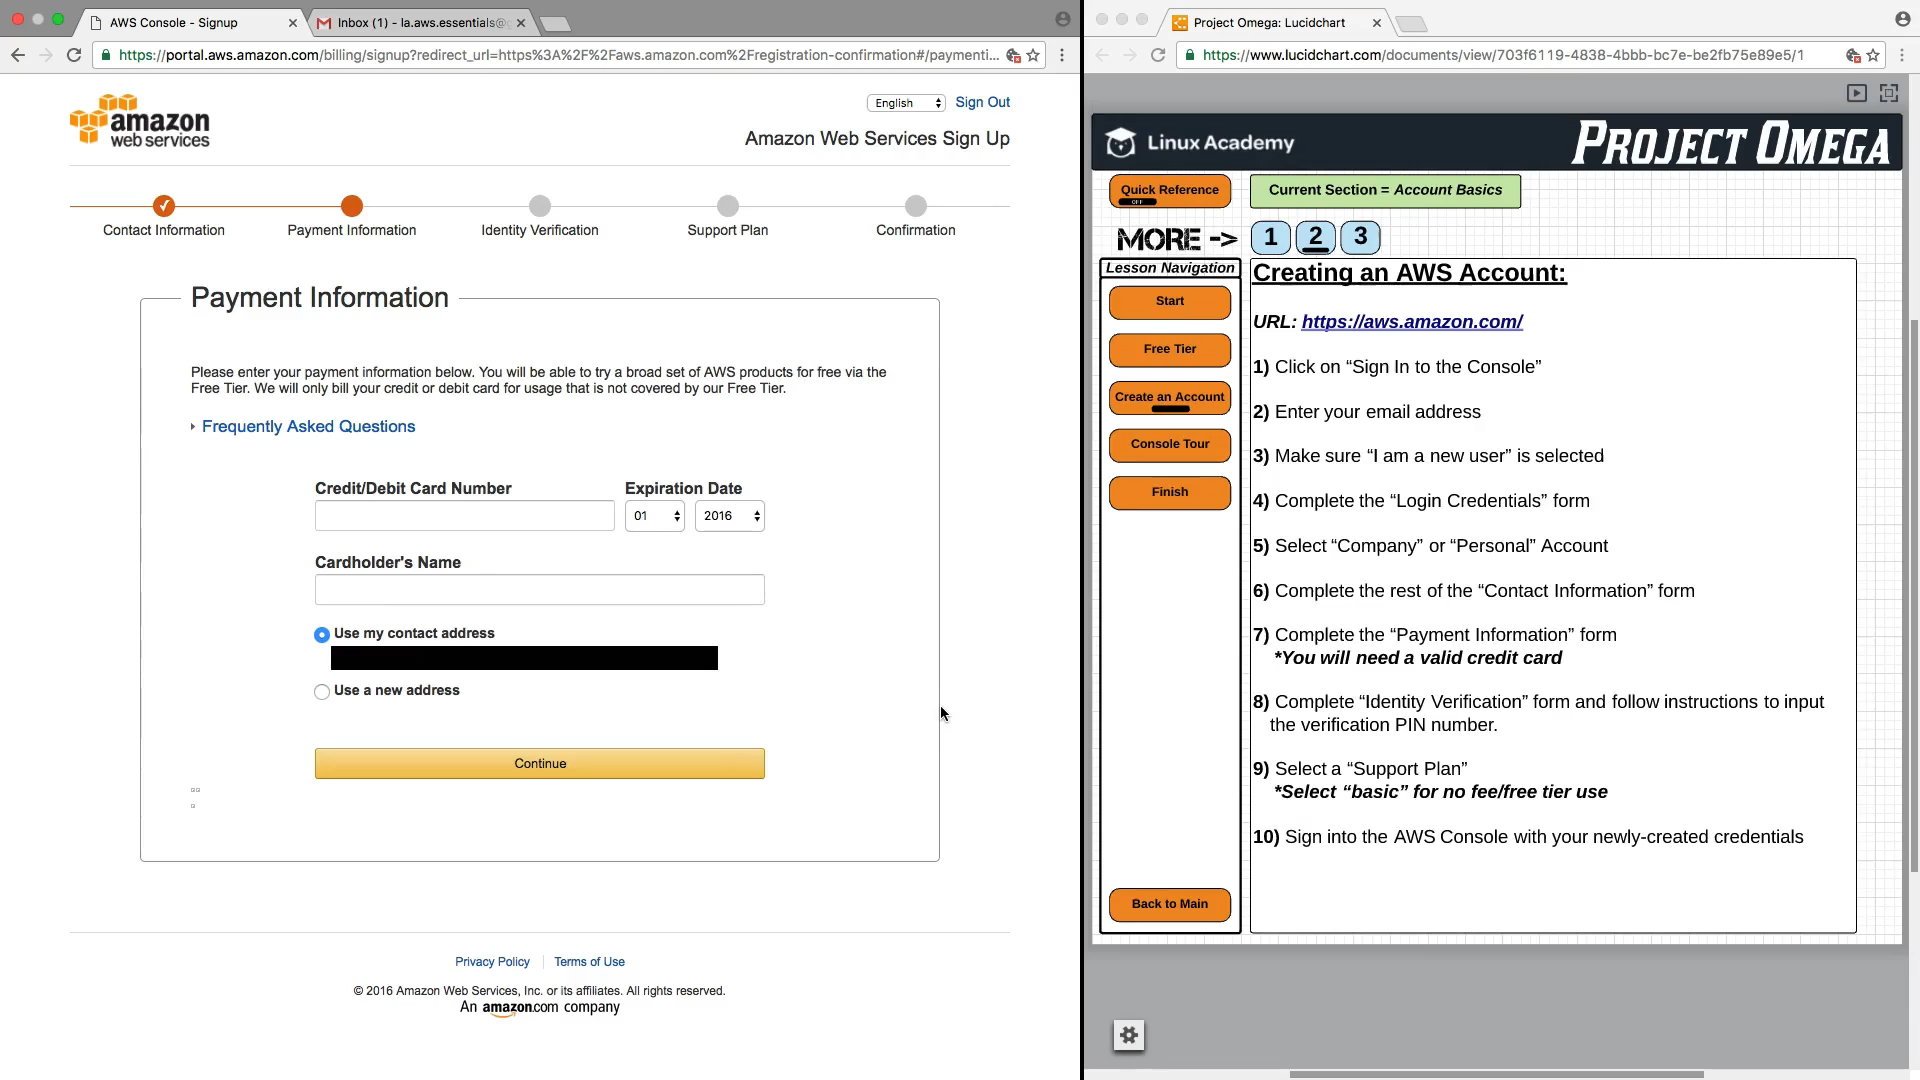 AWS Console - Signup
Inbox (1) - la.aws.essentials@g
https://portal.aws.amazon.com/billing/signup?redirect_url=https%3A%2F%2Faws.amazon.com%2Fregistration-confirmation#/paymenti...
amazon
web services
English
Sign Out
Amazon Web Services Sign Up
Contact Information
Payment Information
Identity Verification
Support Plan
Confirmation
Payment Information
Please enter your payment information below. You will be able to try a broad set of AWS products for free via the
Free Tier. We will only bill your credit or debit card for usage that is not covered by our Free Tier.
Frequently Asked Questions
Credit/Debit Card Number
Expiration Date
01
2016
Cardholder's Name
Use my contact address
Use a new address
Continue
Privacy Policy
Terms of Use
© 2016 Amazon Web Services, Inc. or its affiliates. All rights reserved.
An amazon.com company
Project Omega: Lucidchart
https://www.lucidchart.com/documents/view/703f6119-4838-4bbb-bc7e-be2fb75e89e5/1
Linux Academy
PROJECT OMEGA
Quick Reference
OFF
Current Section = Account Basics
MORE ->
1
2
3
Lesson Navigation
Start
Free Tier
Create an Account
Console Tour
Finish
Back to Main
Creating an AWS Account:
URL: https://aws.amazon.com/
1) Click on “Sign In to the Console”
2) Enter your email address
3) Make sure “I am a new user” is selected
4) Complete the “Login Credentials” form
5) Select “Company” or “Personal” Account
6) Complete the rest of the “Contact Information” form
7) Complete the “Payment Information” form
*You will need a valid credit card
8) Complete “Identity Verification” form and follow instructions to input
the verification PIN number.
9) Select a “Support Plan”
*Select “basic” for no fee/free tier use
10) Sign into the AWS Console with your newly-created credentials